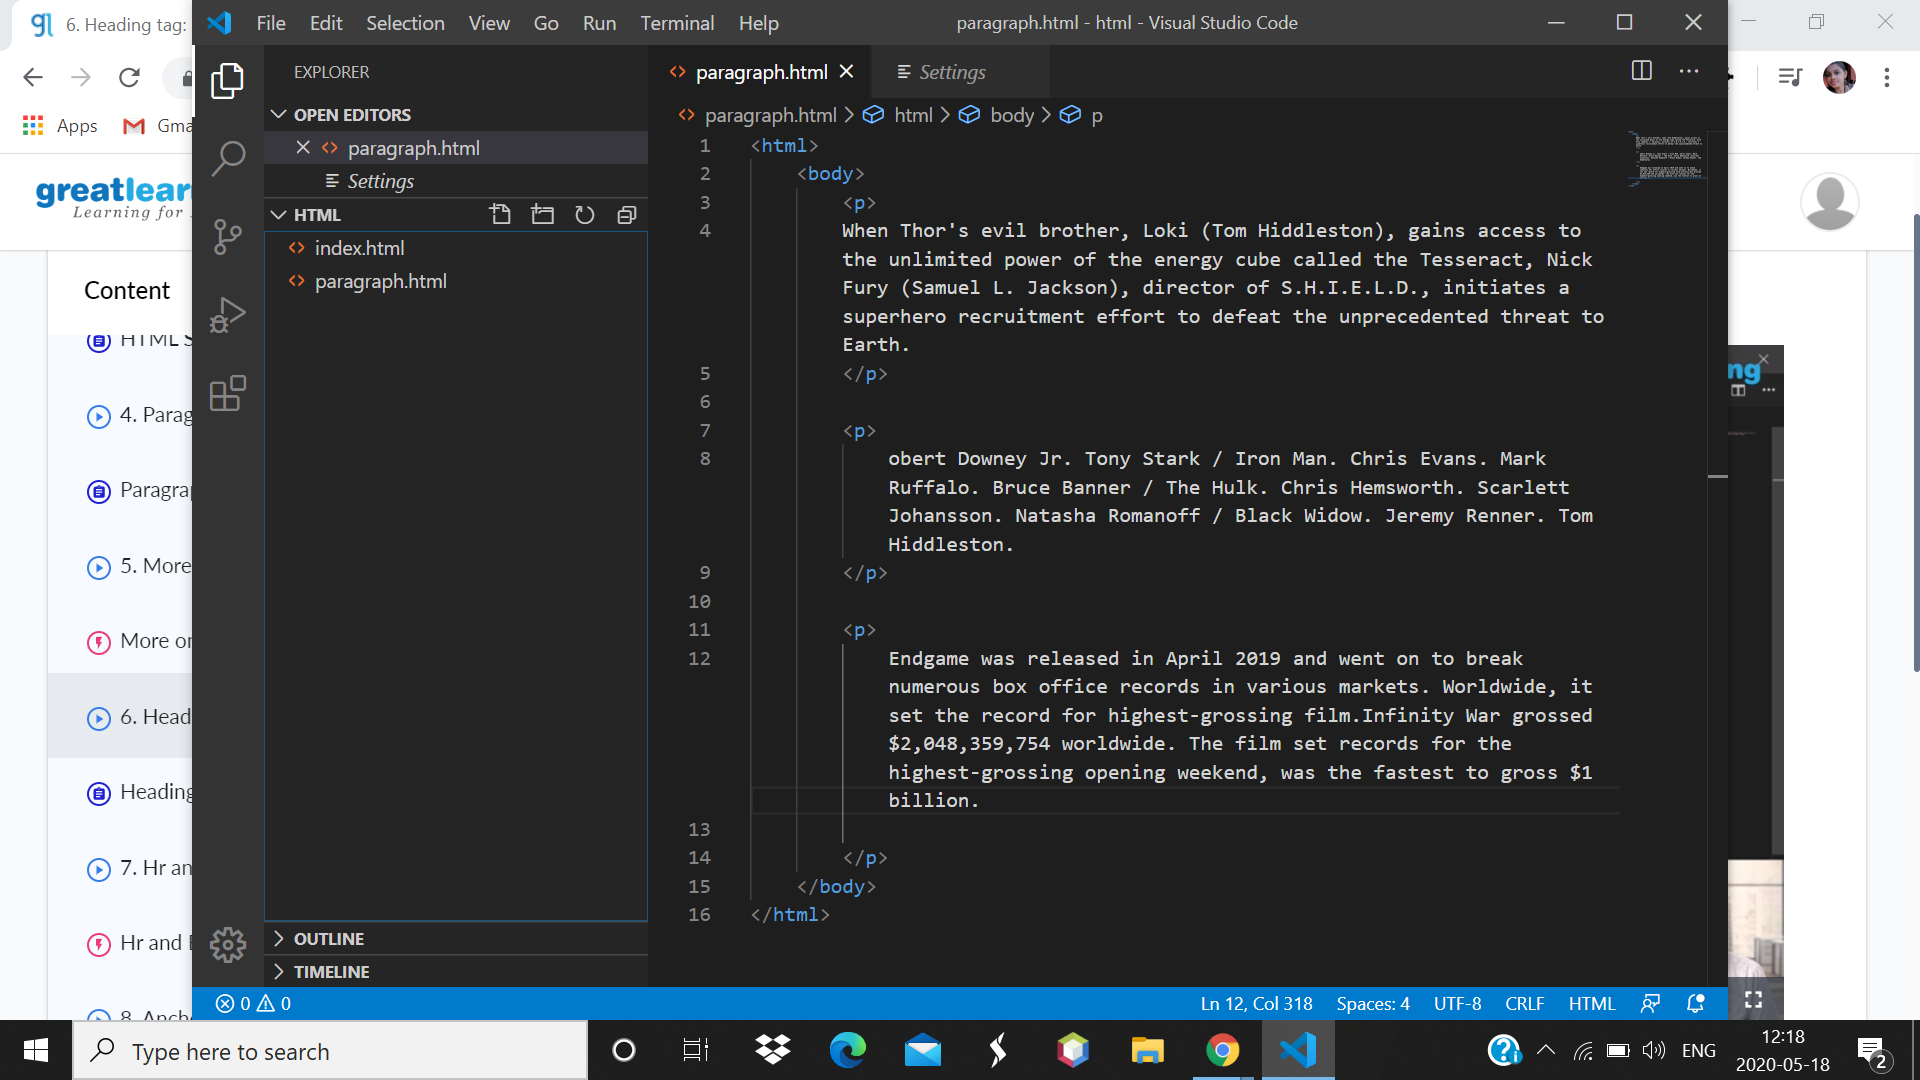 6. Heading tag:
File Edit Selection View Go Run Terminal Help
paragraph.html - html - Visual Studio Code
Apps
Gma
greatlear
Learning for
Content
HTML S
4. Parag
Paragra
5. More
More or
6. Head
Heading
7. Hr an
Hr and
8. Anch
EXPLORER
OPEN EDITORS
paragraph.html
Settings
HTML
index.html
paragraph.html
OUTLINE
TIMELINE
paragraph.html
Settings
paragraph.html > html > body > p
1 <html>
2 <body>
3 <p>
4 When Thor's evil brother, Loki (Tom Hiddleston), gains access to
the unlimited power of the energy cube called the Tesseract, Nick
Fury (Samuel L. Jackson), director of S.H.I.E.L.D., initiates a
superhero recruitment effort to defeat the unprecedented threat to
Earth.
5 </p>
6
7 <p>
8 obert Downey Jr. Tony Stark / Iron Man. Chris Evans. Mark
Ruffalo. Bruce Banner / The Hulk. Chris Hemsworth. Scarlett
Johansson. Natasha Romanoff / Black Widow. Jeremy Renner. Tom
Hiddleston.
9 </p>
10
11 <p>
12 Endgame was released in April 2019 and went on to break
numerous box office records in various markets. Worldwide, it
set the record for highest-grossing film.Infinity War grossed
$2,048,359,754 worldwide. The film set records for the
highest-grossing opening weekend, was the fastest to gross $1
billion.
13
14 </p>
15 </body>
16 </html>
ng
0 0
Ln 12, Col 318 Spaces: 4 UTF-8 CRLF HTML
Type here to search
ENG
12:18
2020-05-18
2